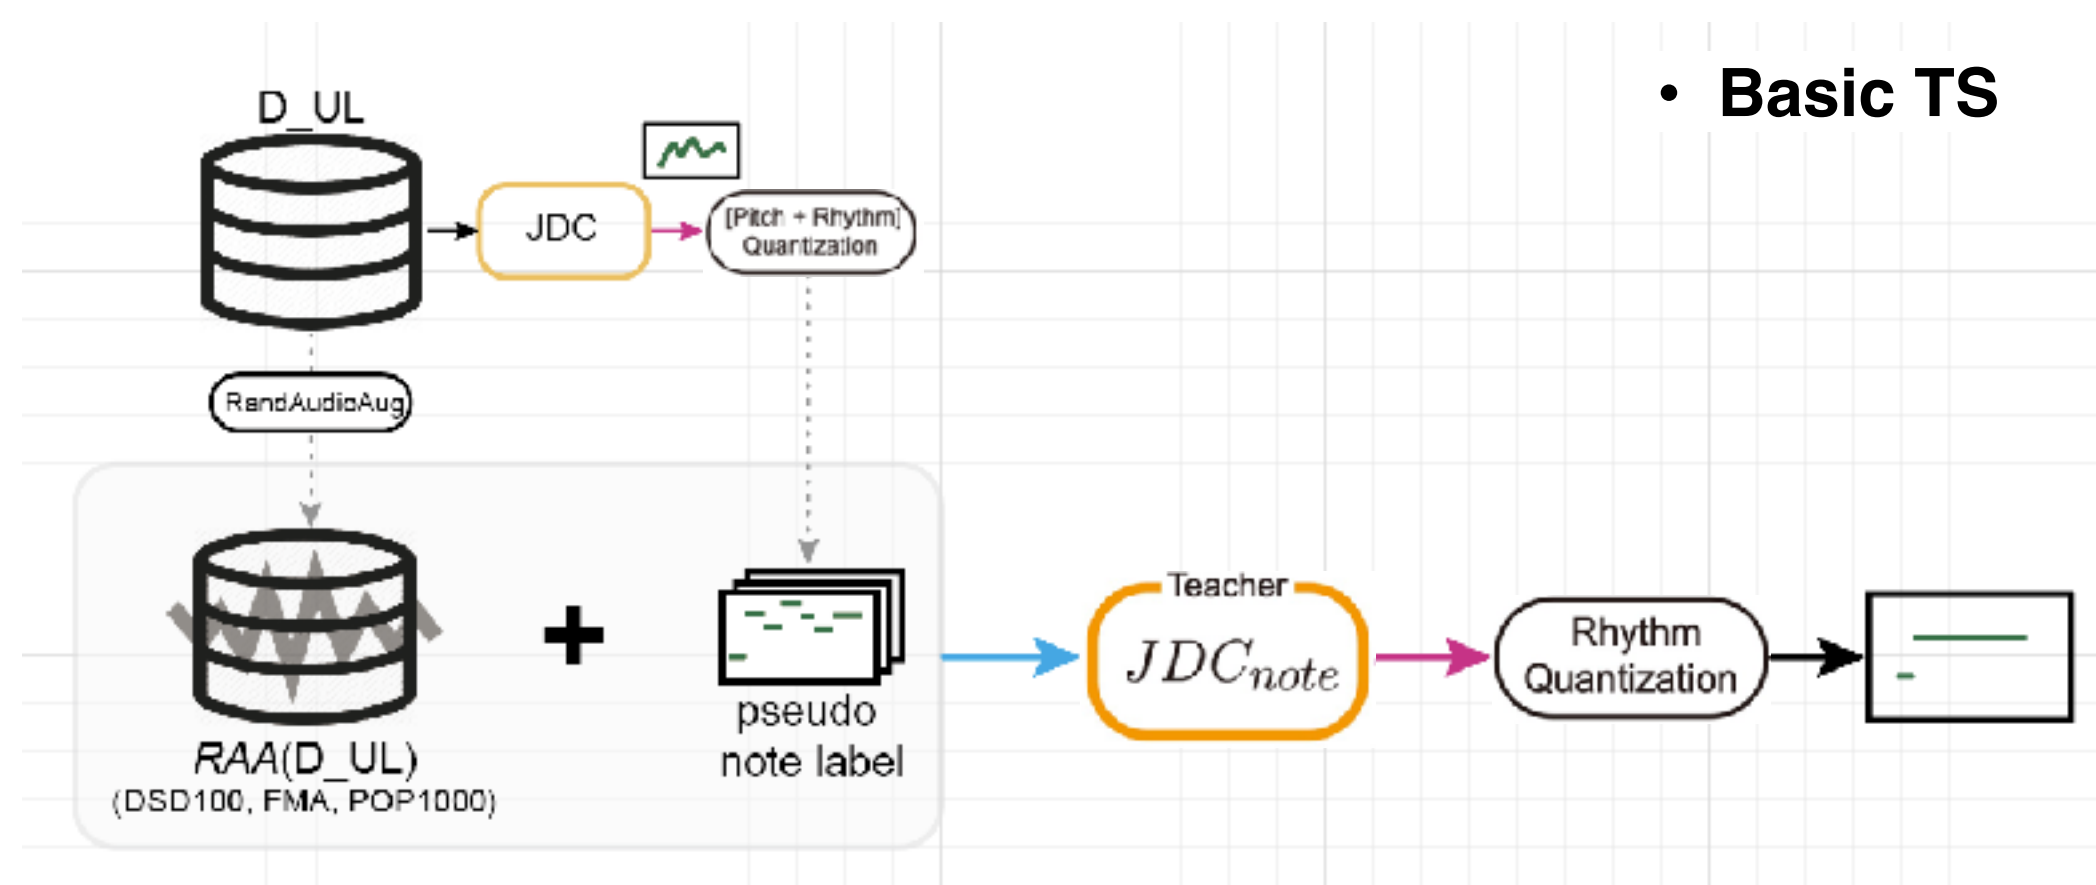 • Basic TS
D_UL
JDC
[Pitch + Rhythm]
Quantization
RandAudioAug
RAA(D_UL)
(DSD100, FMA, POP1000)
+
pseudo
note label
Teacher
JDCnote
Rhythm
Quantization